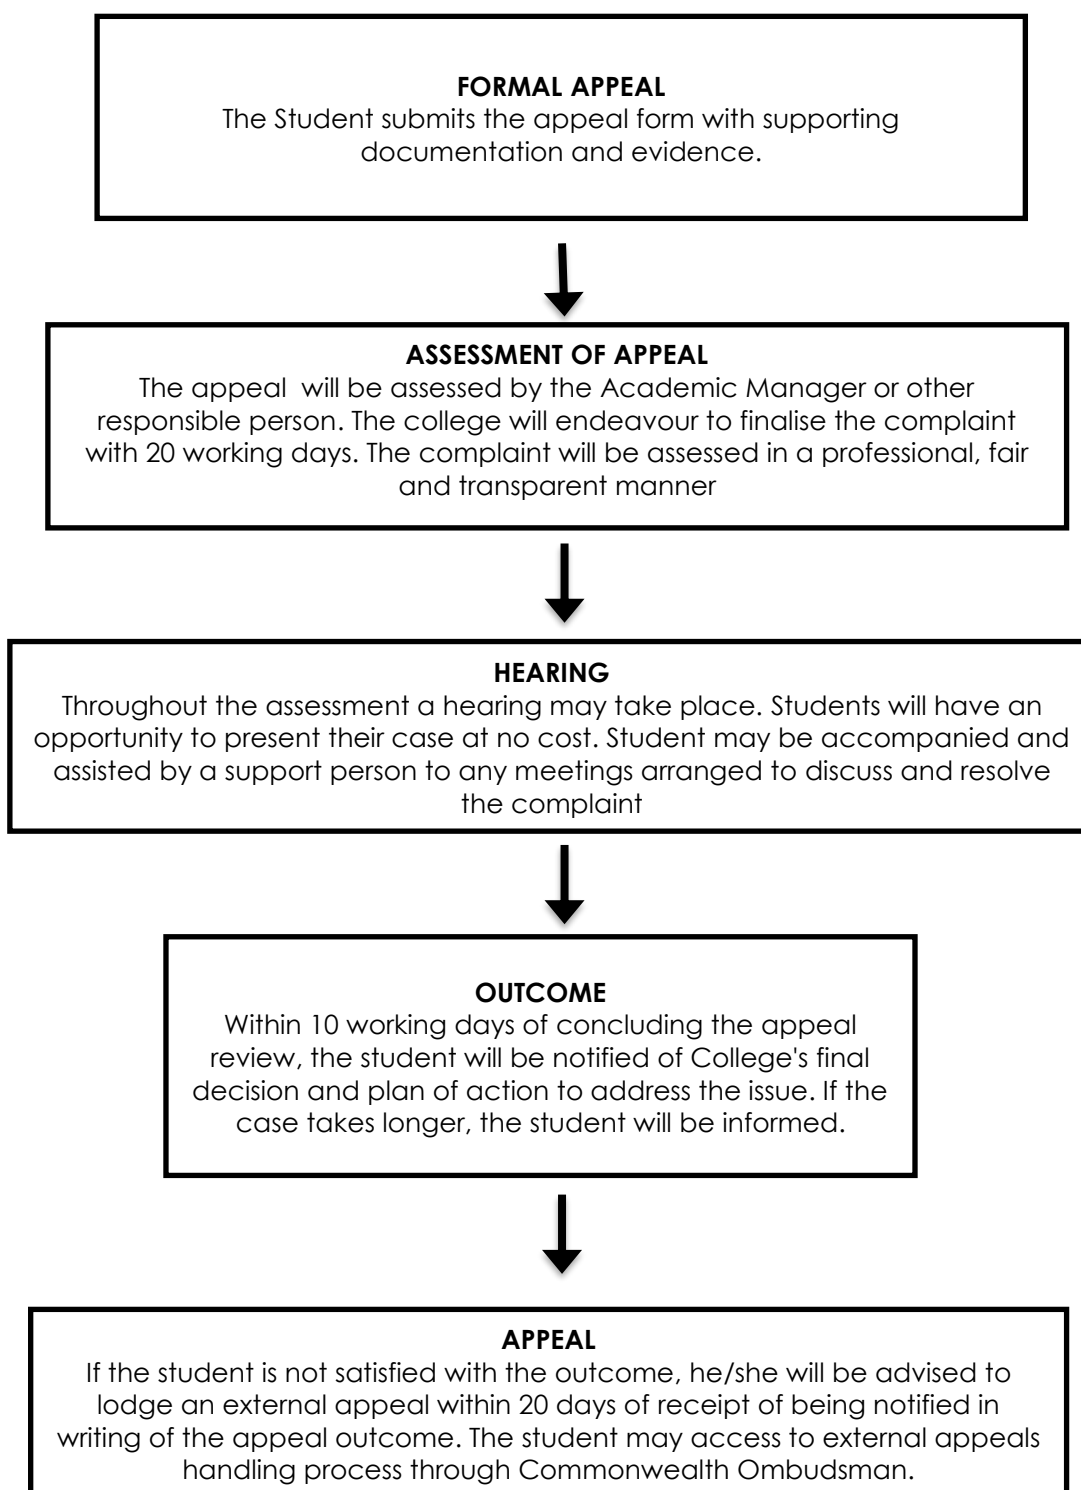 FORMAL APPEAL
The Student submits the appeal form with supporting
documentation and evidence.
ASSESSMENT OF APPEAL
The appeal will be assessed by the Academic Manager or other
responsible person. The college will endeavour to finalise the complaint
with 20 working days. The complaint will be assessed in a professional, fair
and transparent manner
HEARING
Throughout the assessment a hearing may take place. Students will have an
opportunity to present their case at no cost. Student may be accompanied and
assisted by a support person to any meetings arranged to discuss and resolve
the complaint
OUTCOME
Within 10 working days of concluding the appeal
review, the student will be notified of College's final
decision and plan of action to address the issue. If the
case takes longer, the student will be informed.
APPEAL
If the student is not satisfied with the outcome, he/she will be advised to
lodge an external appeal within 20 days of receipt of being notified in
writing of the appeal outcome. The student may access to external appeals
handling process through Commonwealth Ombudsman.